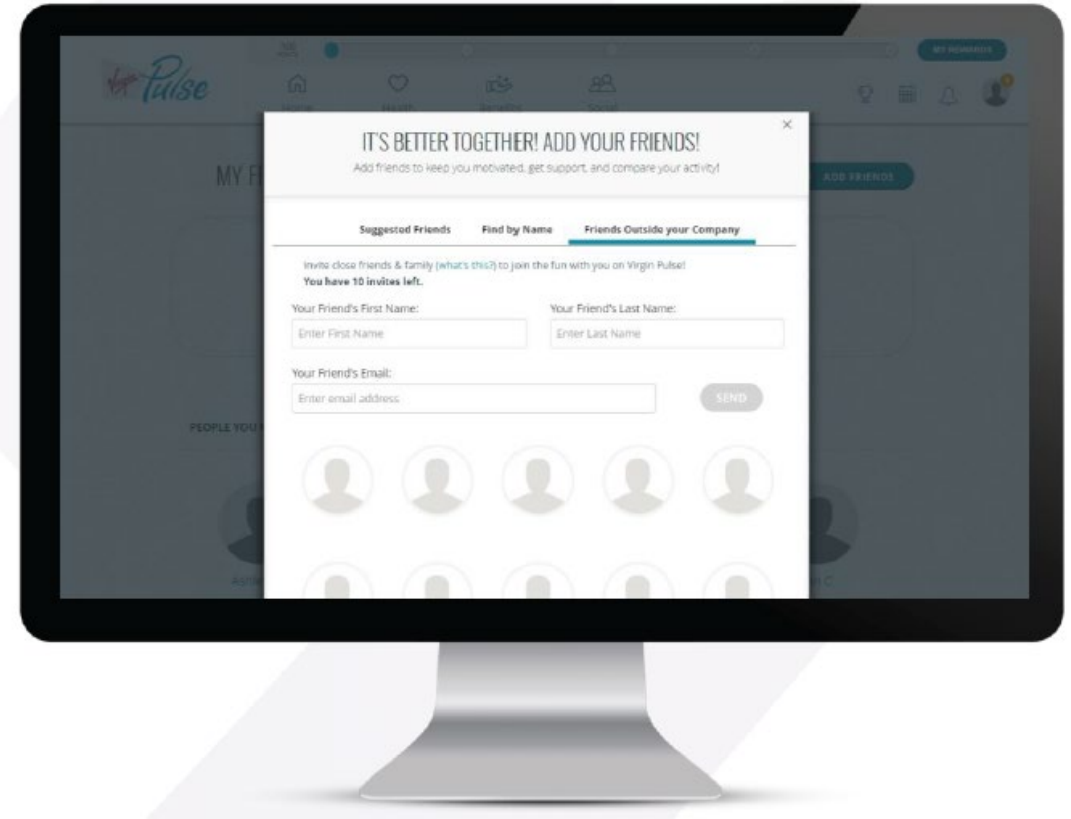 MY REWARDS
Virgin Pulse
Home
Health
Benefits
Social
IT'S BETTER TOGETHER! ADD YOUR FRIENDS!
Add friends to keep you motivated, get support, and compare your activity!
MY F
ADD FRIENDS
Suggested Friends
Find by Name
Friends Outside your Company
Invite close friends & family (what's this?) to join the fun with you on Virgin Pulse!
You have 10 invites left.
Your Friend's First Name:
Your Friend's Last Name:
Enter First Name
Enter Last Name
Your Friend's Email:
Enter email address
SEND
PEOPLE YOU